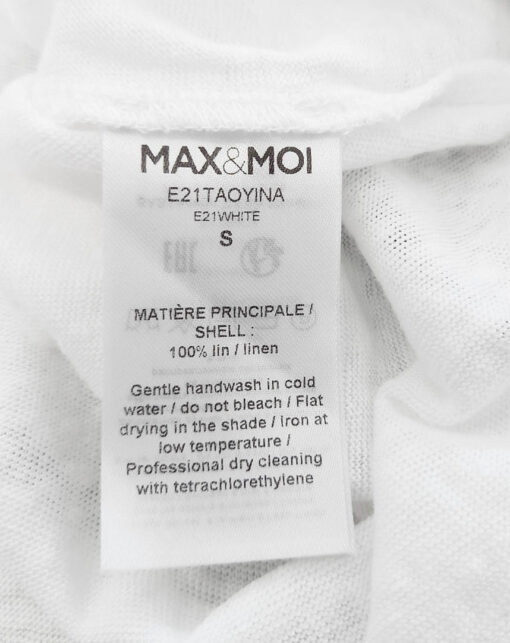 MAX&MOI
E21TAOYINA
E21WHITE
S
MATIÈRE PRINCIPALE /
SHELL :
100% lin / linen
Gentle handwash in cold
water / do not bleach / Flat
drying in the shade / iron at
low temperature /
Professional dry cleaning
with tetrachlorethylene